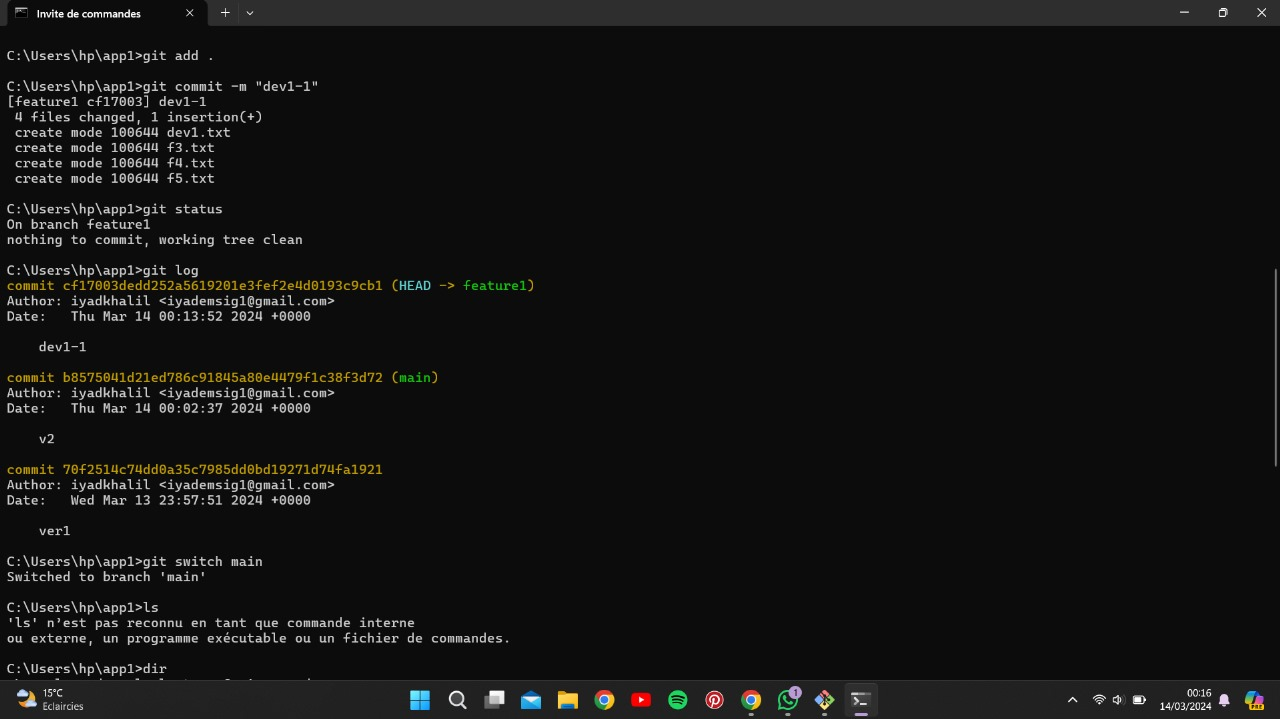 Invite de commandes
C:\Users\hp\app1>git add .
C:\Users\hp\app1>git commit -m "dev1-1"
[feature1 cf17003] dev1-1
4 files changed, 1 insertion(+)
create mode 100644 dev1.txt
create mode 100644 f3.txt
create mode 100644 f4.txt
create mode 100644 f5.txt
C:\Users\hp\app1>git status
On branch feature1
nothing to commit, working tree clean
C:\Users\hp\app1>git log
commit cf17003dedd252a5619201e3fef2e4d0193c9cb1 (HEAD -> feature1)
Author: iyadkhalil <iyademsig1@gmail.com>
Date:   Thu Mar 14 00:13:52 2024 +0000
dev1-1
commit b8575041d21ed786c91845a80e4479f1c38f3d72 (main)
Author: iyadkhalil <iyademsig1@gmail.com>
Date:   Thu Mar 14 00:02:37 2024 +0000
v2
commit 70f2514c74dd0a35c7985dd0bd19271d74fa1921
Author: iyadkhalil <iyademsig1@gmail.com>
Date:   Wed Mar 13 23:57:51 2024 +0000
ver1
C:\Users\hp\app1>git switch main
Switched to branch 'main'
C:\Users\hp\app1>ls
'ls' n'est pas reconnu en tant que commande interne
ou externe, un programme exécutable ou un fichier de commandes.
C:\Users\hp\app1>dir
15°C
Eclaircies
1
00:16
14/03/2024
PRE